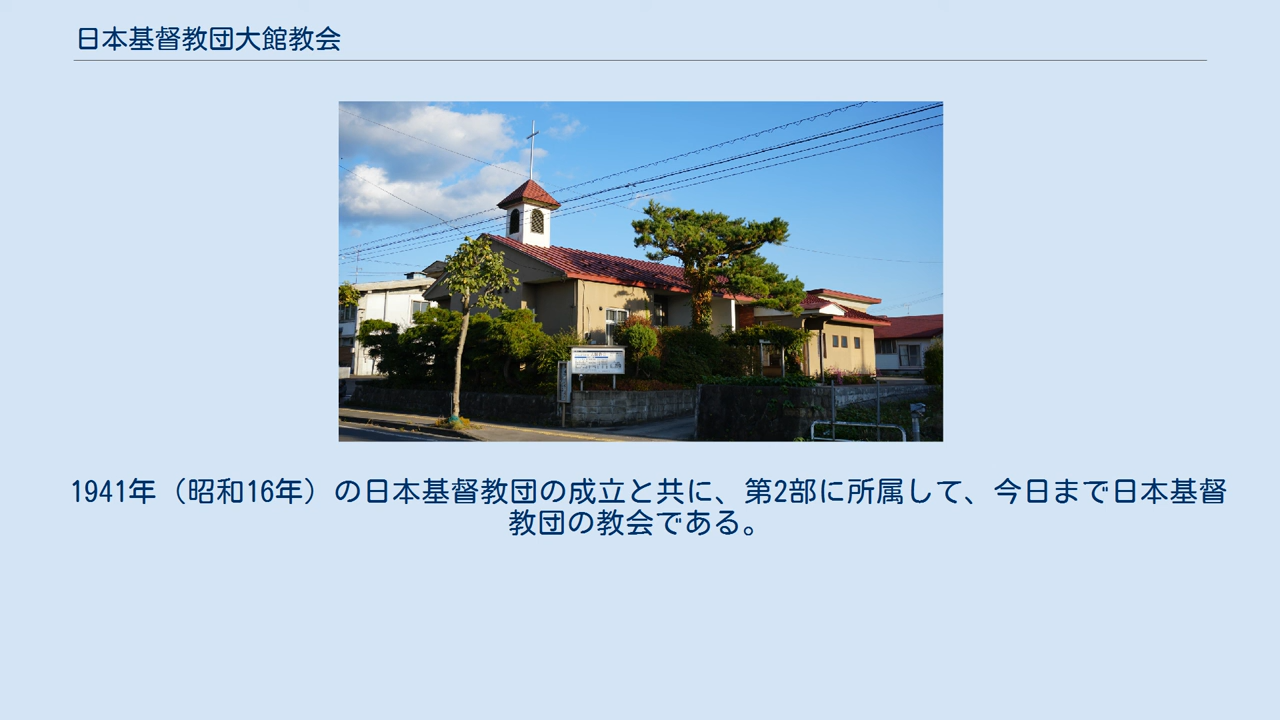 日本基督教団大館教会
1941年（昭和16年）の日本基督教団の成立と共に、第2部に所属して、今日まで日本基督
教団の教会である。